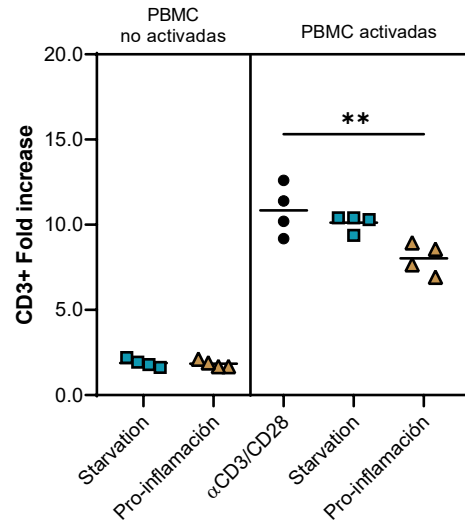 PBMC
no activadas
PBMC activadas
CD3+ Fold increase
20.0
15.0
10.0
5.0
0.0
**
Starvation
Pro-inflamación
αCD3/CD28
Starvation
Pro-inflamación